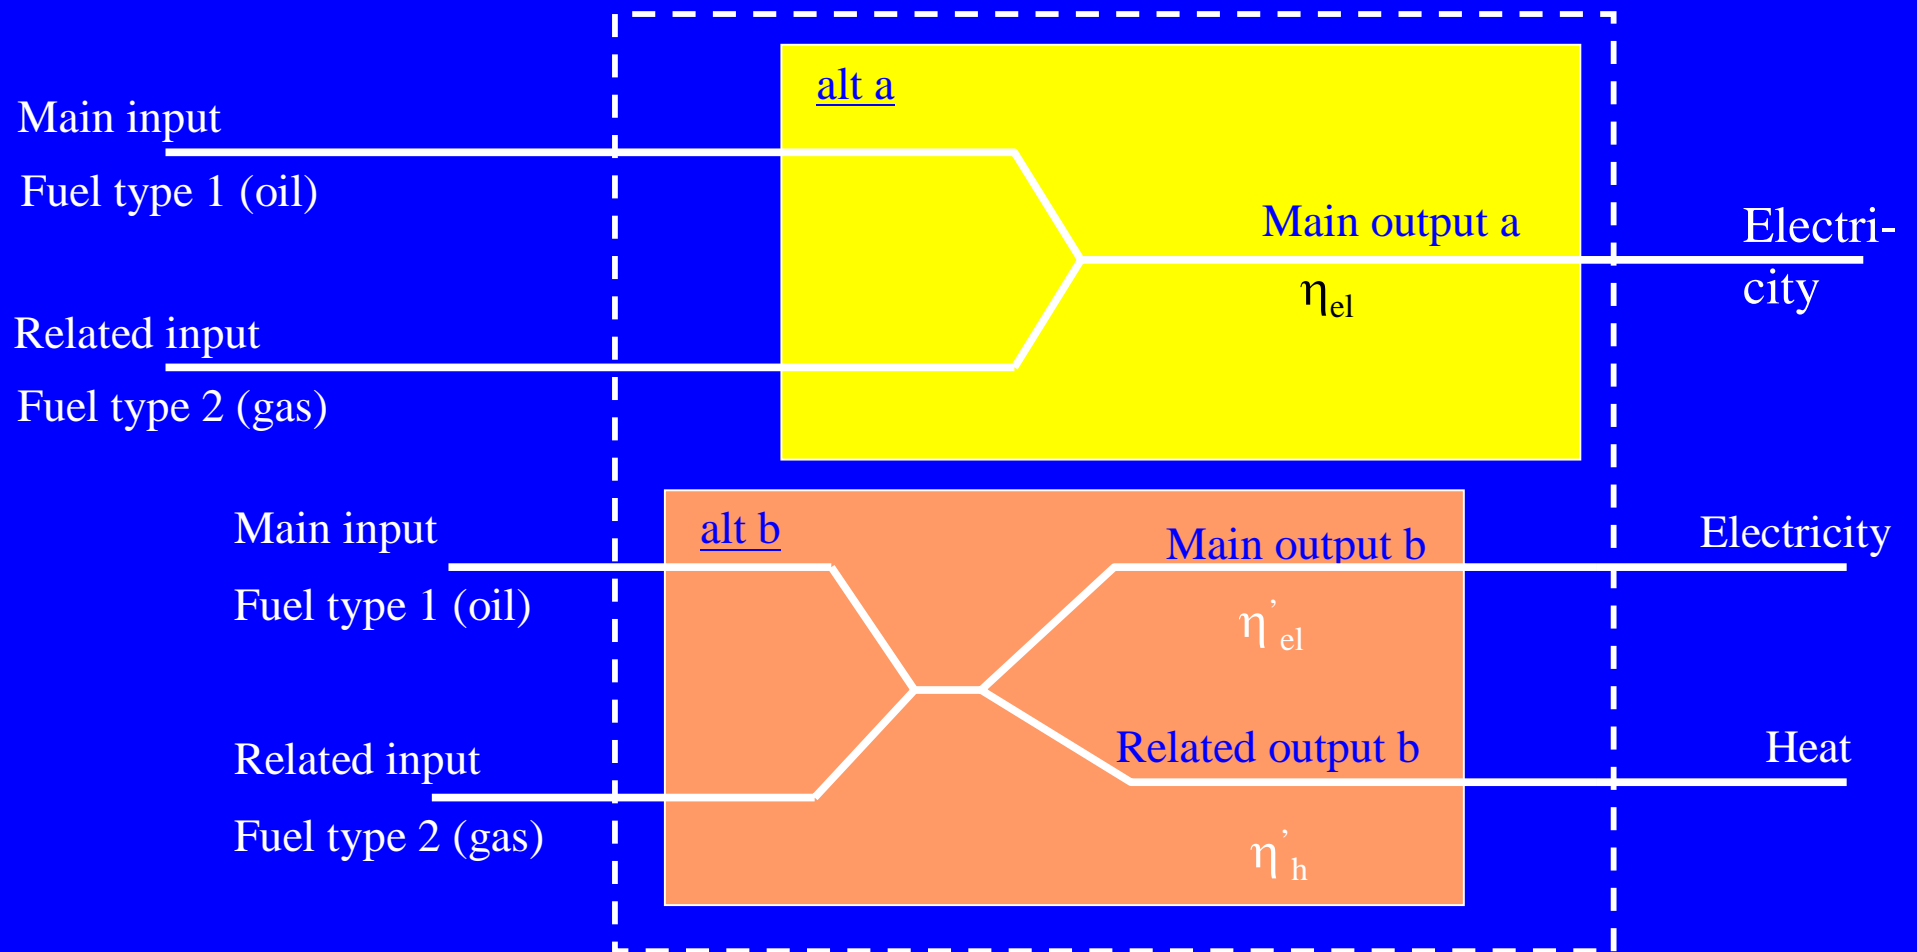 alt a
Main input
Fuel type 1 (oil)
Main output a
ηel
Electri-
city
Related input
Fuel type 2 (gas)
alt b
Main input
Fuel type 1 (oil)
Main output b
η'el
Electricity
Related input
Fuel type 2 (gas)
Related output b
η'h
Heat